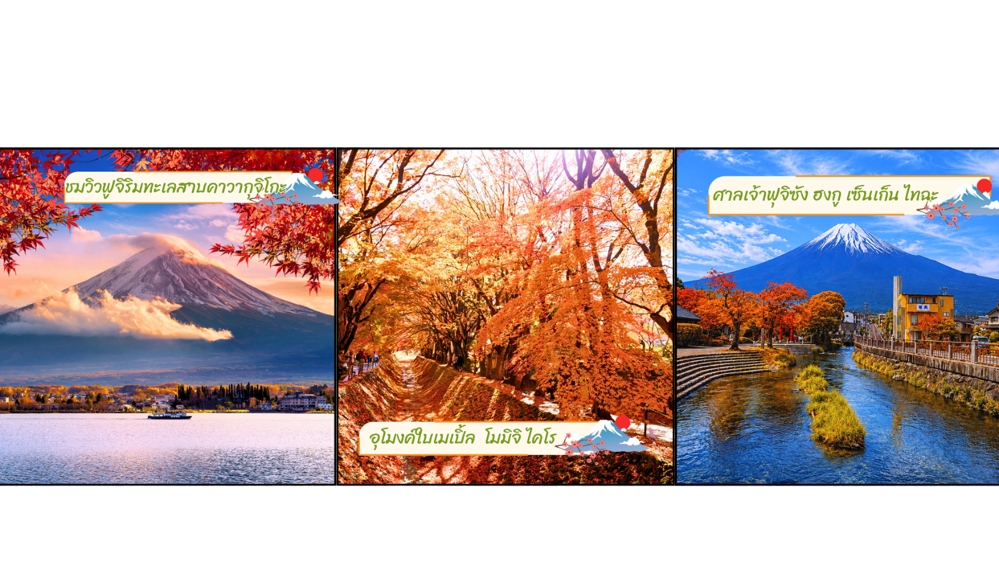 ชมวิวฟูจิริมทะเลสาบคาวากุจิโกะ
อุโมงค์ใบเมเปิ้ล โมมิจิ ไคโร
ศาลเจ้าฟุจิซัง ฮงกู เซ็นเก็น ไทฉะ
写真